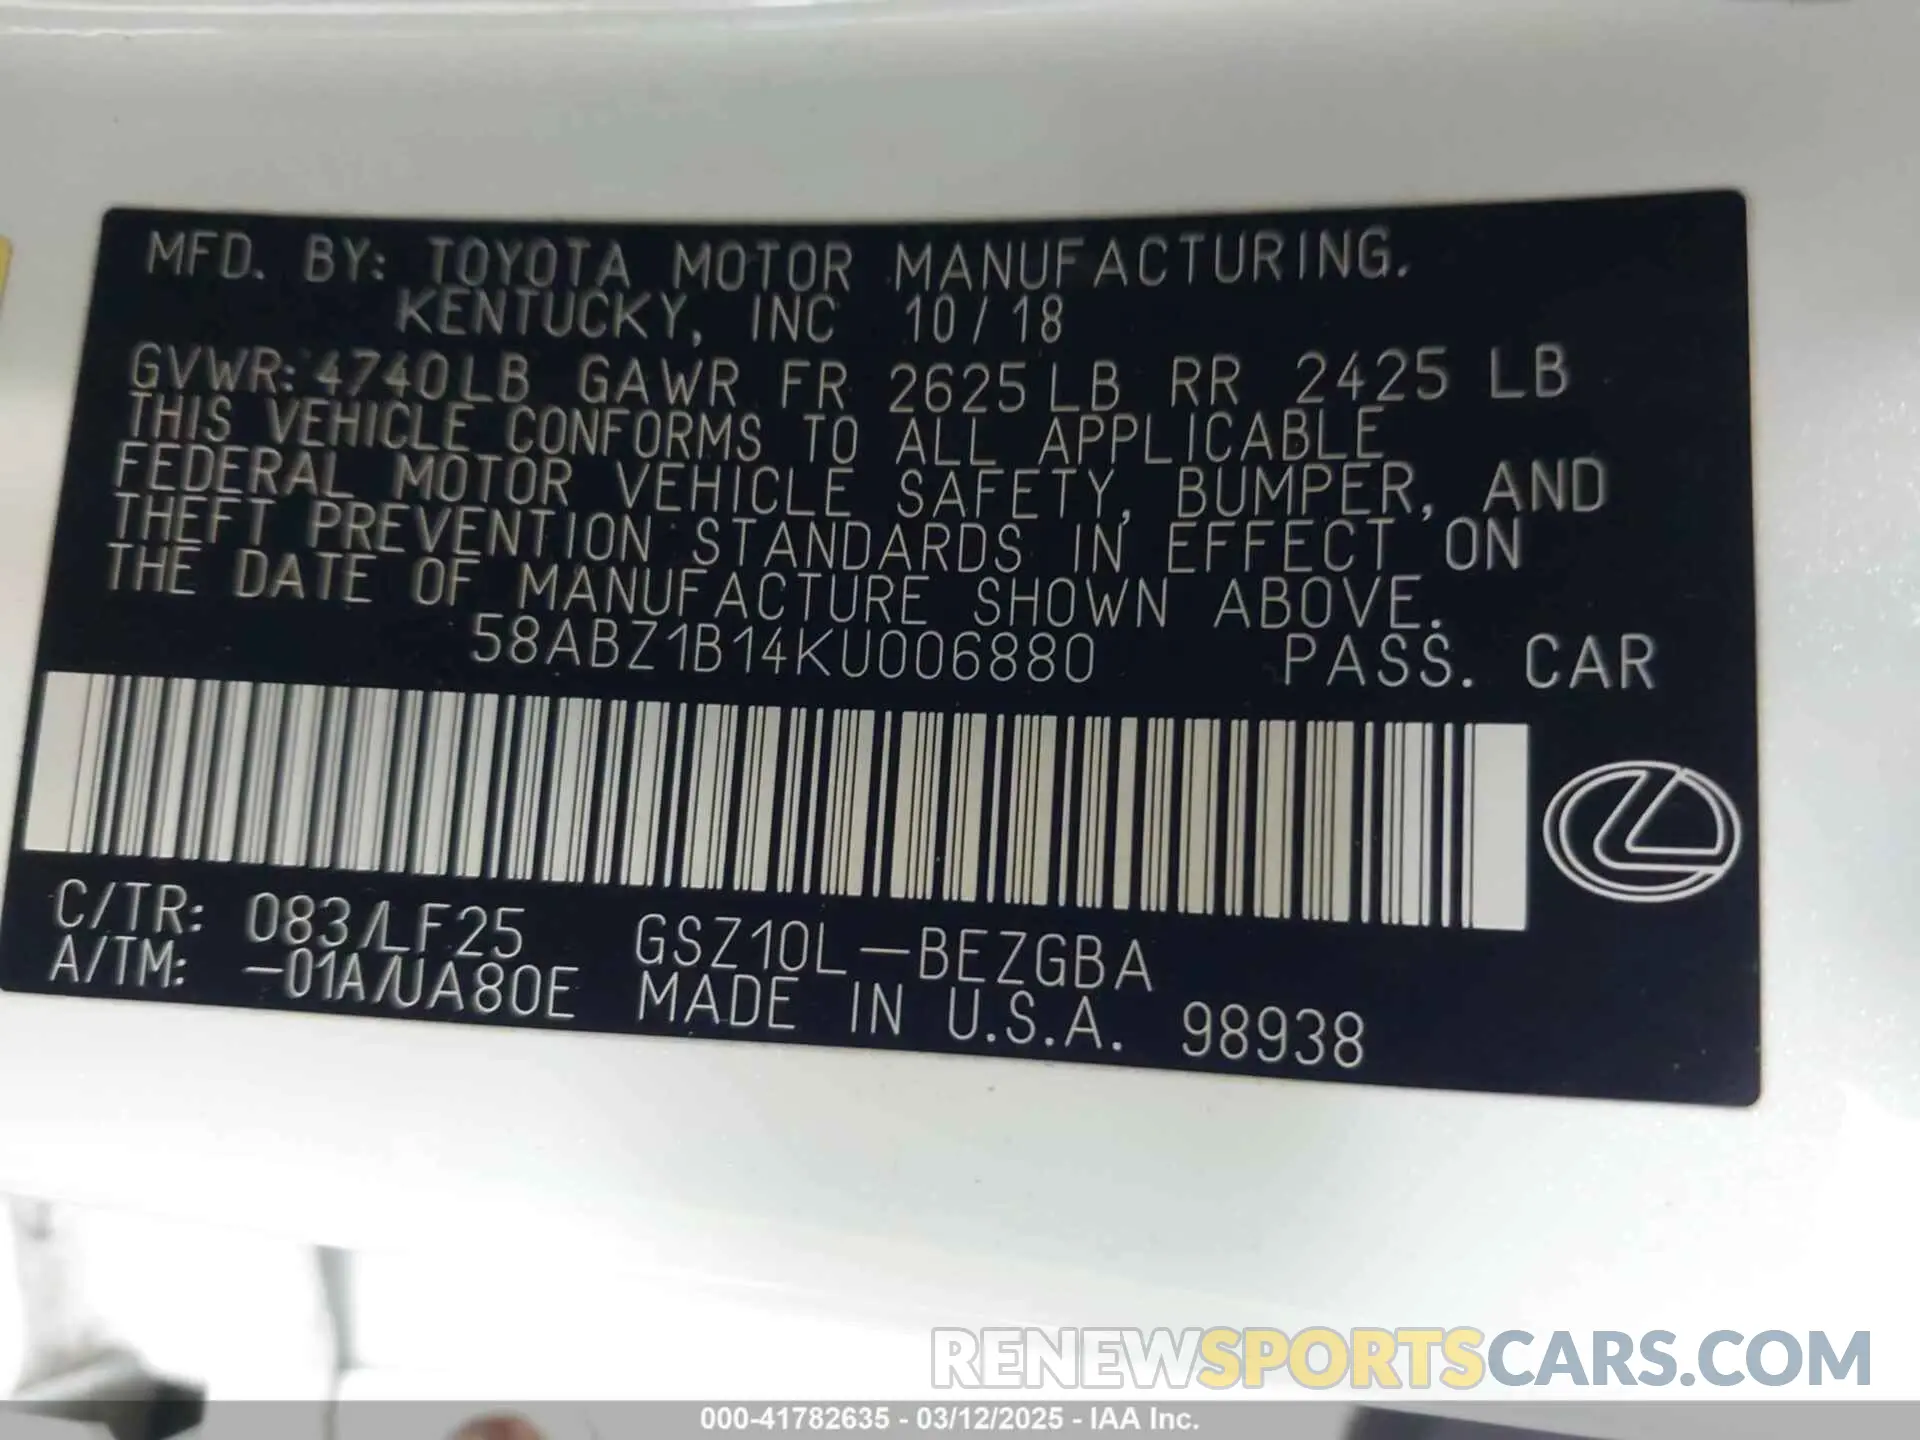 MFD. BY: TOYOTA MOTOR MANUFACTURING.
KENTUCKY, INC 10/18
GVWR: 4740LB GAWR FR 2625LB RR 2425 LB
THIS VEHICLE CONFORMS TO ALL APPLICABLE
FEDERAL MOTOR VEHICLE SAFETY, BUMPER, AND
THEFT PREVENTION STANDARDS IN EFFECT ON
THE DATE OF MANUFACTURE SHOWN ABOVE.
58ABZ1B14KU006880 PASS. CAR
C/TR: 083/LF25 GSZ10L-BEZGBA
A/TM: -01A/UA80E MADE IN U.S.A. 98938
RENEWSPORTSCARS.COM
000-41782635 - 03/12/2025 - IAA Inc.